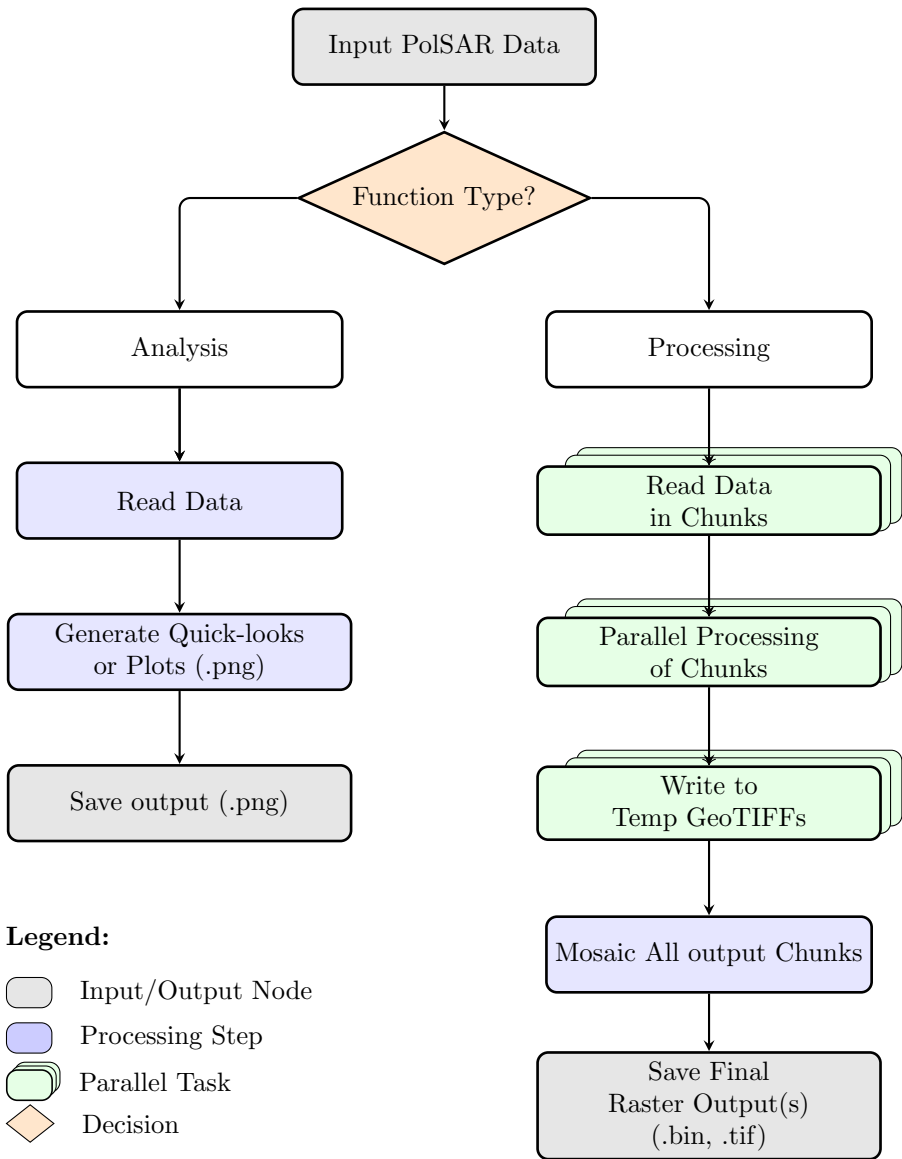 Input PolSAR Data
Function Type?
Analysis
Processing
Read Data
Read Data
in Chunks
Generate Quick-looks
or Plots (.png)
Parallel Processing
of Chunks
Save output (.png)
Write to
Temp GeoTIFFs
Mosaic All output Chunks
Save Final
Raster Output(s)
(.bin, .tif)
Legend:
Input/Output Node
Processing Step
Parallel Task
Decision